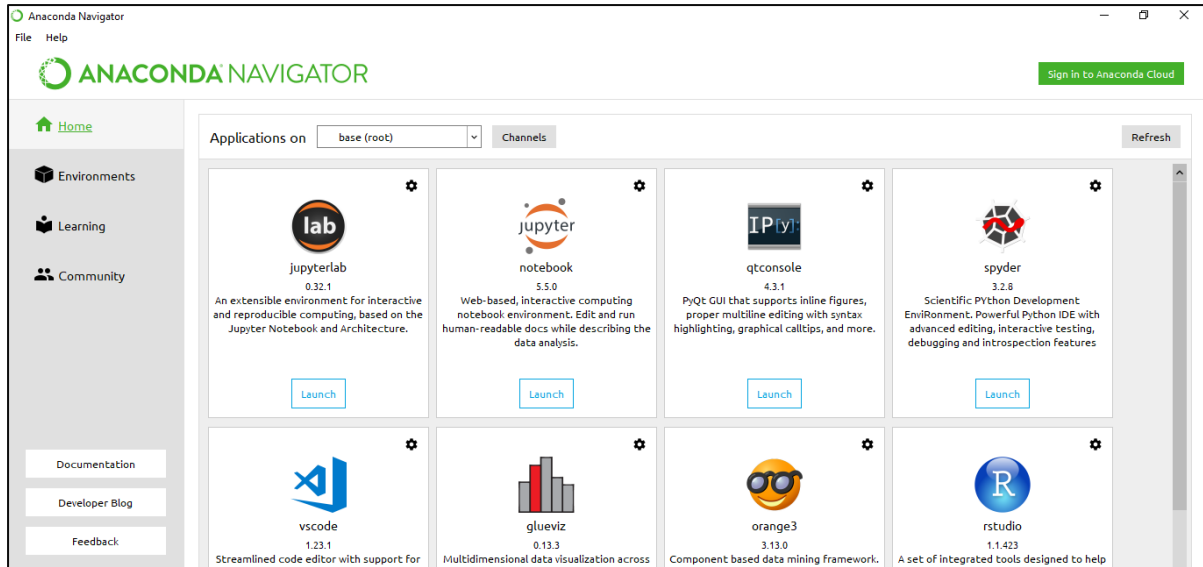 Anaconda Navigator
File Help
ANACONDA NAVIGATOR
Sign in to Anaconda Cloud
Home
Environments
Learning
Community
Documentation
Developer Blog
Feedback
Applications on base (root) Channels Refresh
lab
jupyterlab
0.32.1
An extensible environment for interactive
and reproducible computing, based on the
Jupyter Notebook and Architecture.
Launch
jupyter
notebook
5.5.0
Web-based, interactive computing
notebook environment. Edit and run
human-readable docs while describing the
data analysis.
Launch
IP[y]:
qtconsole
4.3.1
PyQt GUI that supports inline figures,
proper multiline editing with syntax
highlighting, graphical calltips, and more.
Launch
spyder
3.2.8
Scientific PYthon Development
EnviRonment. Powerful Python IDE with
advanced editing, interactive testing,
debugging and introspection features
Launch
vscode
1.23.1
Streamlined code editor with support for
glueviz
0.13.3
Multidimensional data visualization across
orange3
3.13.0
Component based data mining framework.
R
rstudio
1.1.423
A set of integrated tools designed to help